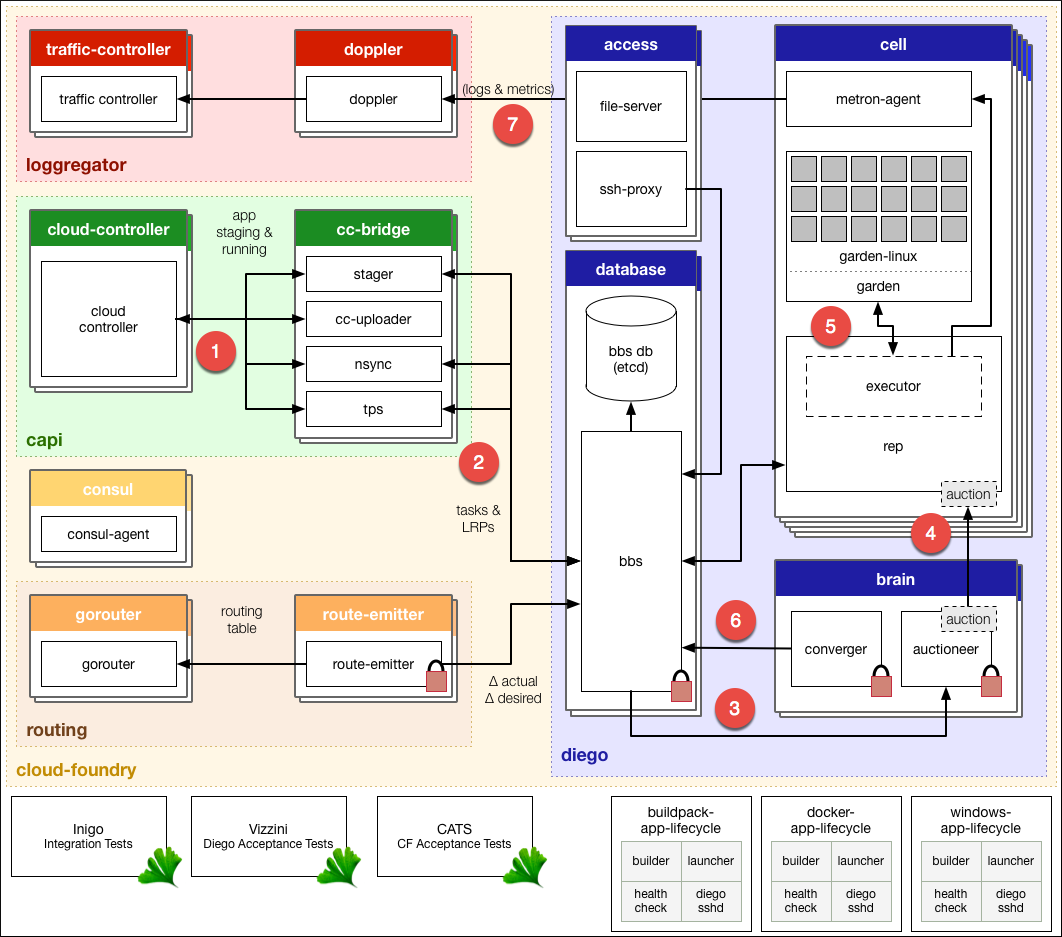 traffic-controller
traffic controller
doppler
doppler
(logs & metrics)
7
loggregator
cloud-controller
cloud
controller
app
staging &
running
1
cc-bridge
stager
cc-uploader
nsync
tps
capi
2
tasks &
LRPs
consul
consul-agent
gorouter
gorouter
routing
table
route-emitter
route-emitter
Δ actual
Δ desired
routing
cloud-foundry
access
file-server
ssh-proxy
database
bbs db
(etcd)
bbs
cell
metron-agent
garden-linux
garden
5
executor
rep
auction
4
brain
auction
6
converger
auctioneer
3
diego
Inigo
Integration Tests
Vizzini
Diego Acceptance Tests
CATS
CF Acceptance Tests
buildpack-
app-lifecycle
builder
launcher
health
check
diego
sshd
docker-
app-lifecycle
builder
launcher
health
check
diego
sshd
windows-
app-lifecycle
builder
launcher
health
check
diego
sshd